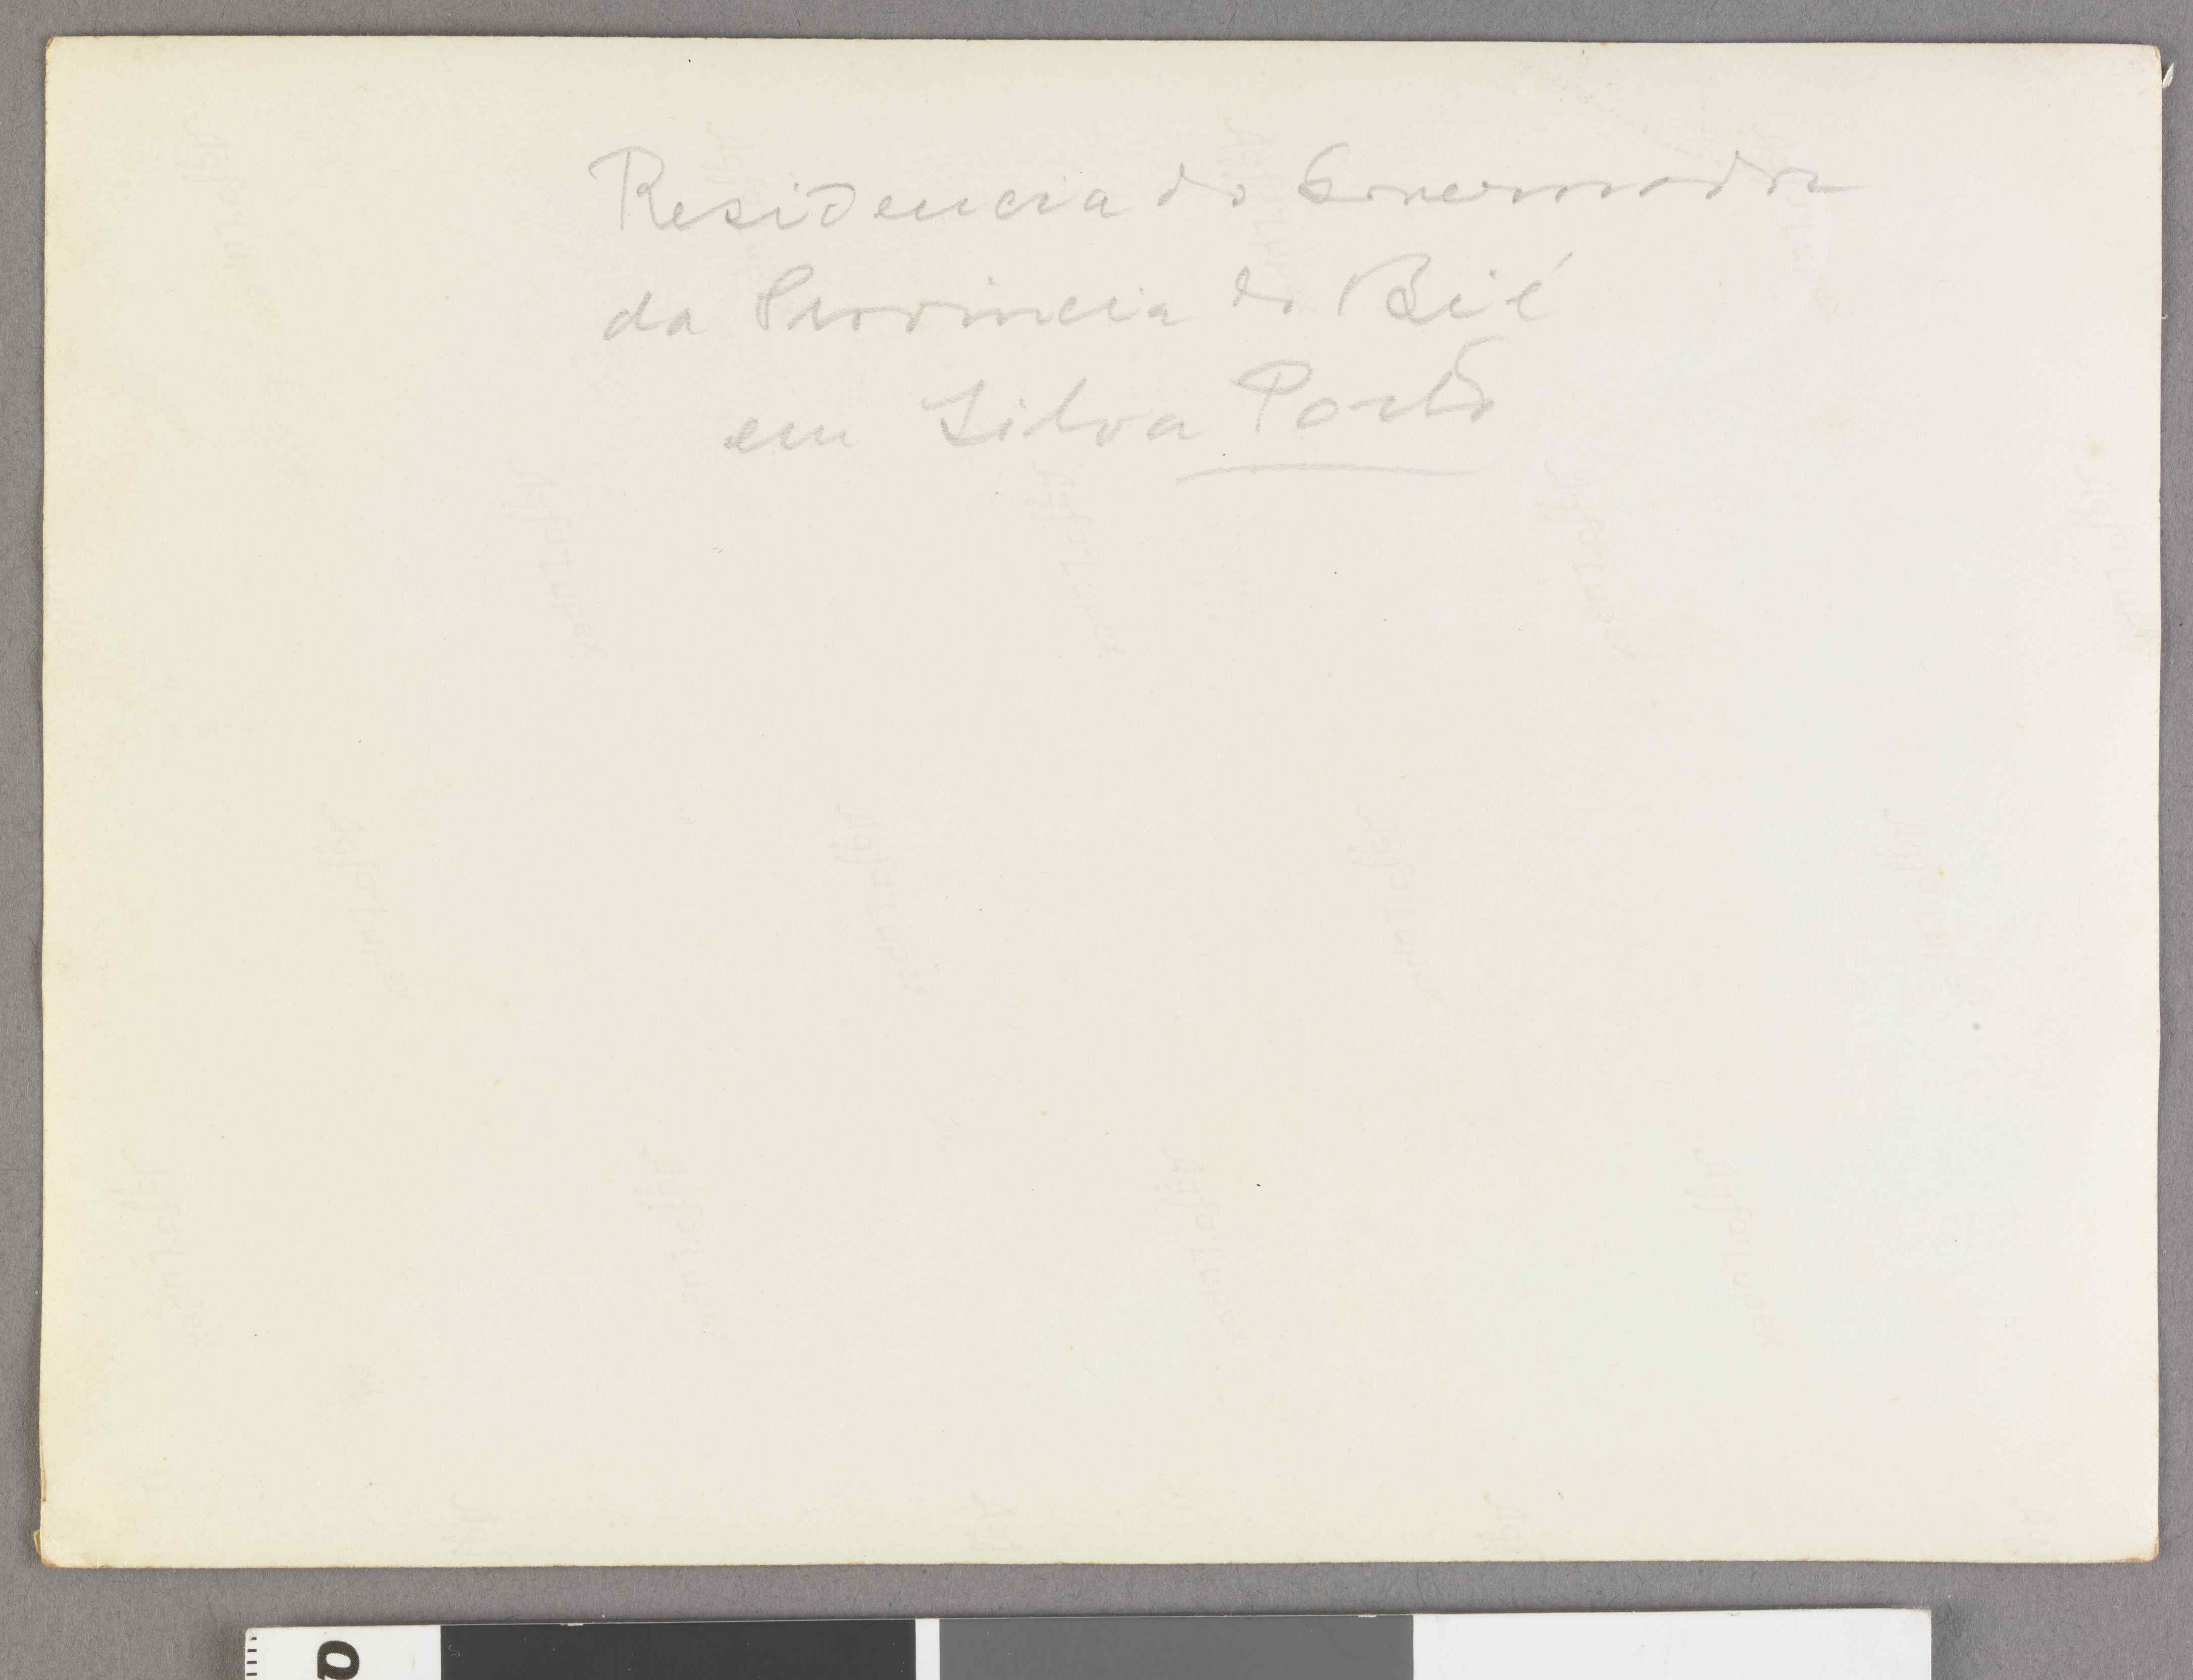 Residencia do Governador
da Provincia do Bié
em Silva Porto